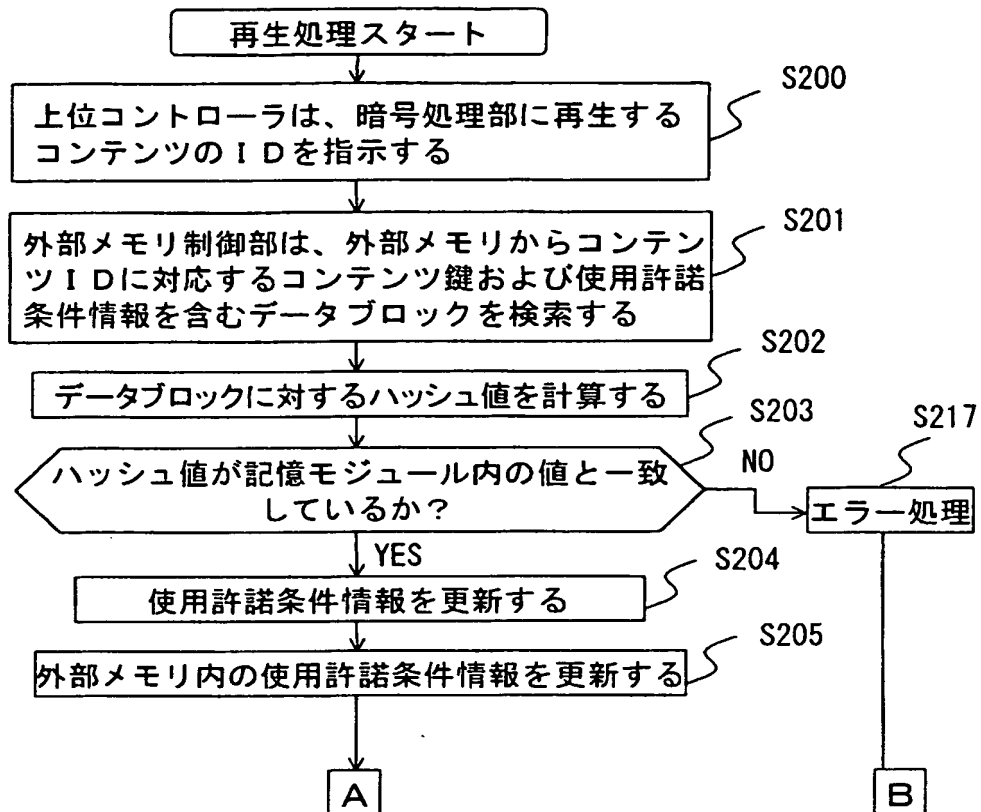 再生処理スタート
S200
上位コントローラは、暗号処理部に再生する
コンテンツのＩＤを指示する
S201
外部メモリ制御部は、外部メモリからコンテン
ツＩＤに対応するコンテンツ鍵および使用許諾
条件情報を含むデータブロックを検索する
S202
データブロックに対するハッシュ値を計算する
S203
ハッシュ値が記憶モジュール内の値と一致
しているか？
NO
S217
エラー処理
YES
S204
使用許諾条件情報を更新する
S205
外部メモリ内の使用許諾条件情報を更新する
A
B